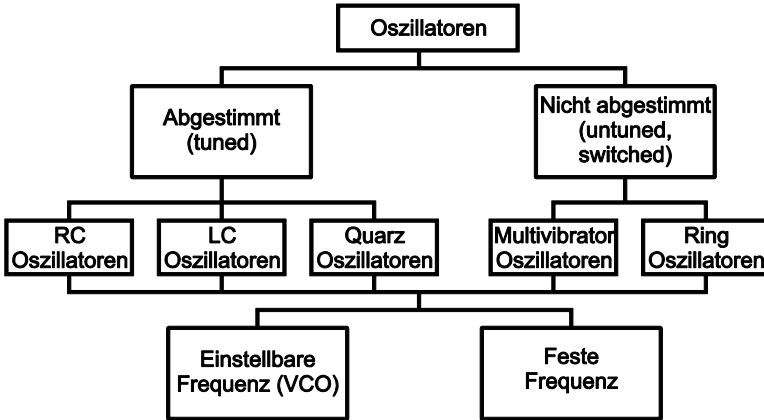 Oszillatoren
Abgestimmt
(tuned)
Nicht abgestimmt
(untuned,
switched)
RC
Oszillatoren
LC
Oszillatoren
Quarz
Oszillatoren
Multivibrator
Oszillatoren
Ring
Oszillatoren
Einstellbare
Frequenz (VCO)
Feste
Frequenz